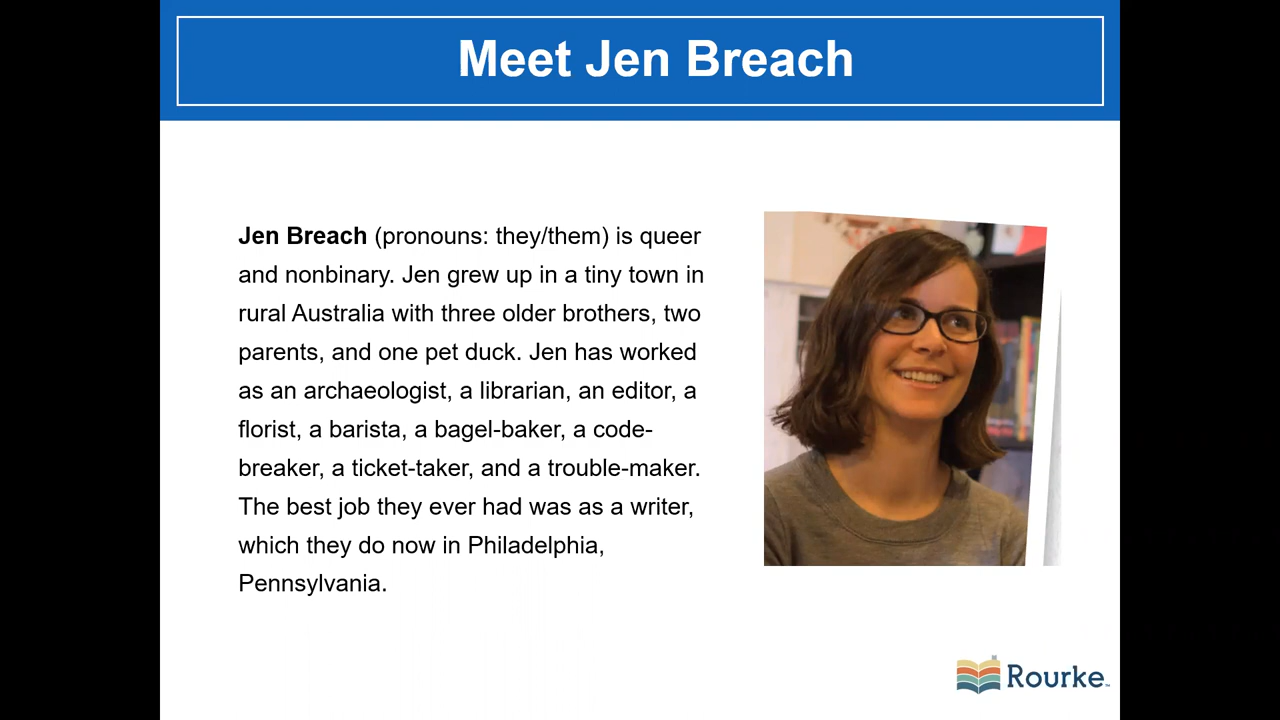 Meet Jen Breach
Jen Breach (pronouns: they/them) is queer
and nonbinary. Jen grew up in a tiny town in
rural Australia with three older brothers, two
parents, and one pet duck. Jen has worked
as an archaeologist, a librarian, an editor, a
florist, a barista, a bagel-baker, a code-
breaker, a ticket-taker, and a trouble-maker.
The best job they ever had was as a writer,
which they do now in Philadelphia,
Pennsylvania.
Rourke